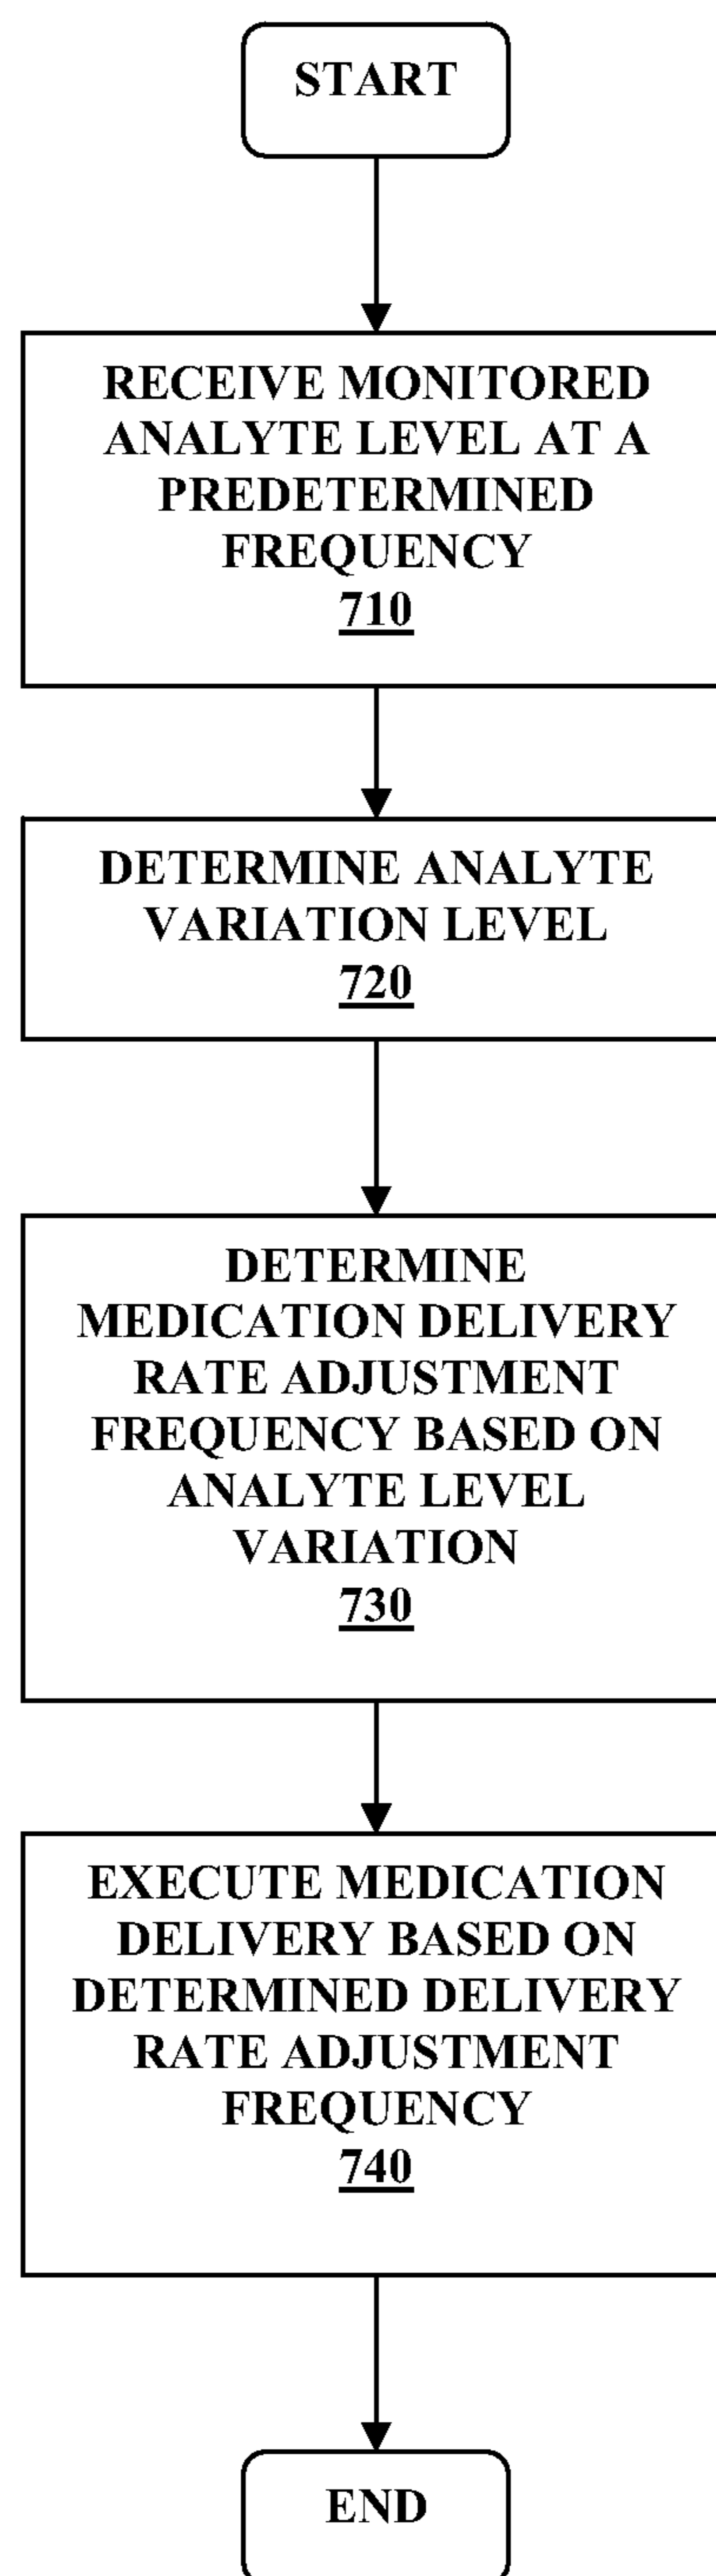 START
RECEIVE MONITORED
ANALYTE LEVEL AT A
PREDETERMINED
FREQUENCY
710
DETERMINE ANALYTE
VARIATION LEVEL
720
DETERMINE
MEDICATION DELIVERY
RATE ADJUSTMENT
FREQUENCY BASED ON
ANALYTE LEVEL
VARIATION
730
EXECUTE MEDICATION
DELIVERY BASED ON
DETERMINED DELIVERY
RATE ADJUSTMENT
FREQUENCY
740
END